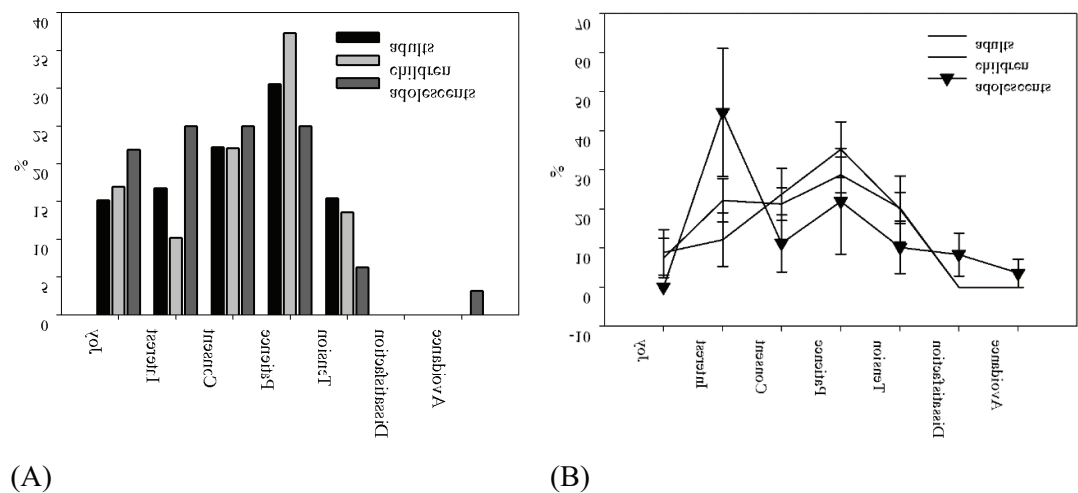 40
35
30
25
20
15
10
5
0
%
adults
children
adolescents
Joy
Interest
Consent
Patience
Tension
Dissatisfaction
Avoidance
(A)
70
60
50
40
30
20
10
0
-10
%
adults
children
adolescents
Joy
Interest
Consent
Patience
Tension
Dissatisfaction
Avoidance
(B)